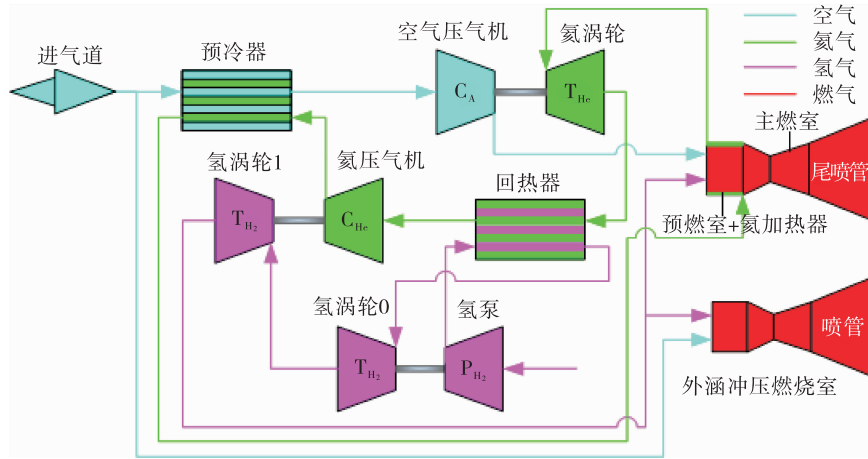 空气
氦气
氢气
燃气
进气道
预冷器
空气压气机
氦涡轮
C_A
T_He
主燃室
尾喷管
预燃室+氦加热器
氢涡轮1
氦压气机
回热器
T_H₂
C_He
氢涡轮0
氢泵
T_H₂
P_H₂
喷管
外涵冲压燃烧室